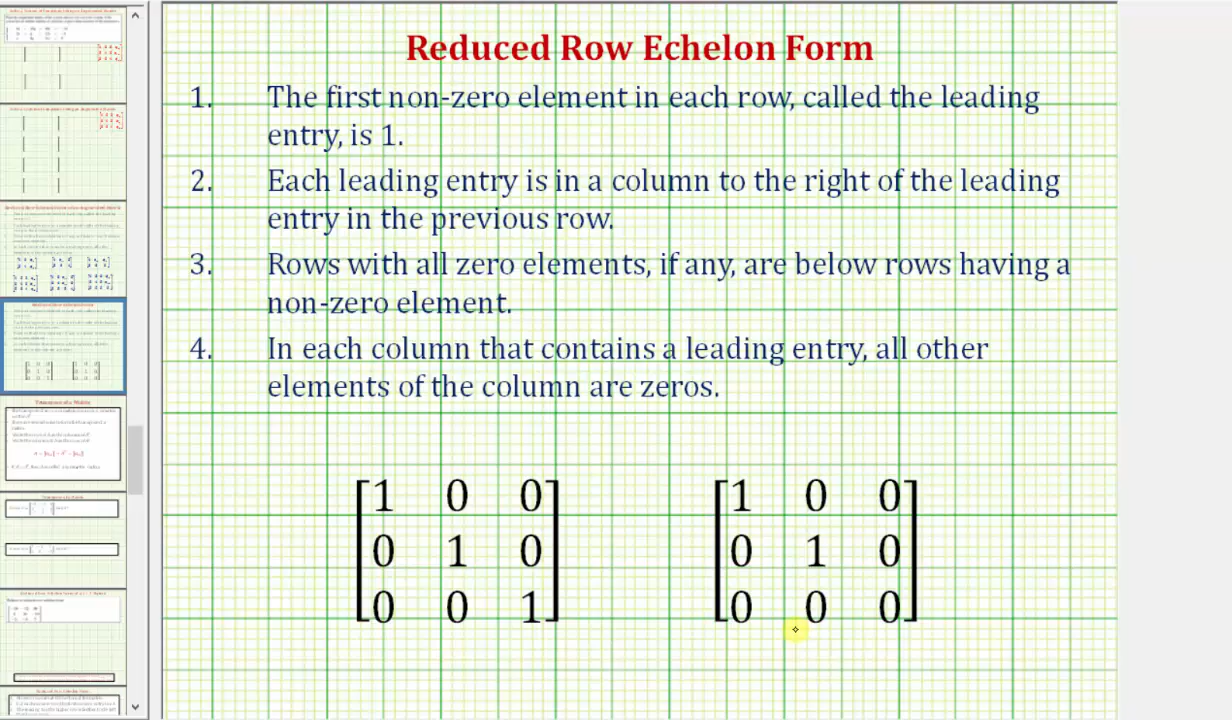 Reduced Row Echelon Form
1. The first non-zero element in each row, called the leading
entry, is 1.
2. Each leading entry is in a column to the right of the leading
entry in the previous row.
3. Rows with all zero elements, if any, are below rows having a
non-zero element.
4. In each column that contains a leading entry, all other
elements of the column are zeros.
1 0 0 1 0 0
0 1 0 0 1 0
0 0 1 0 0 0